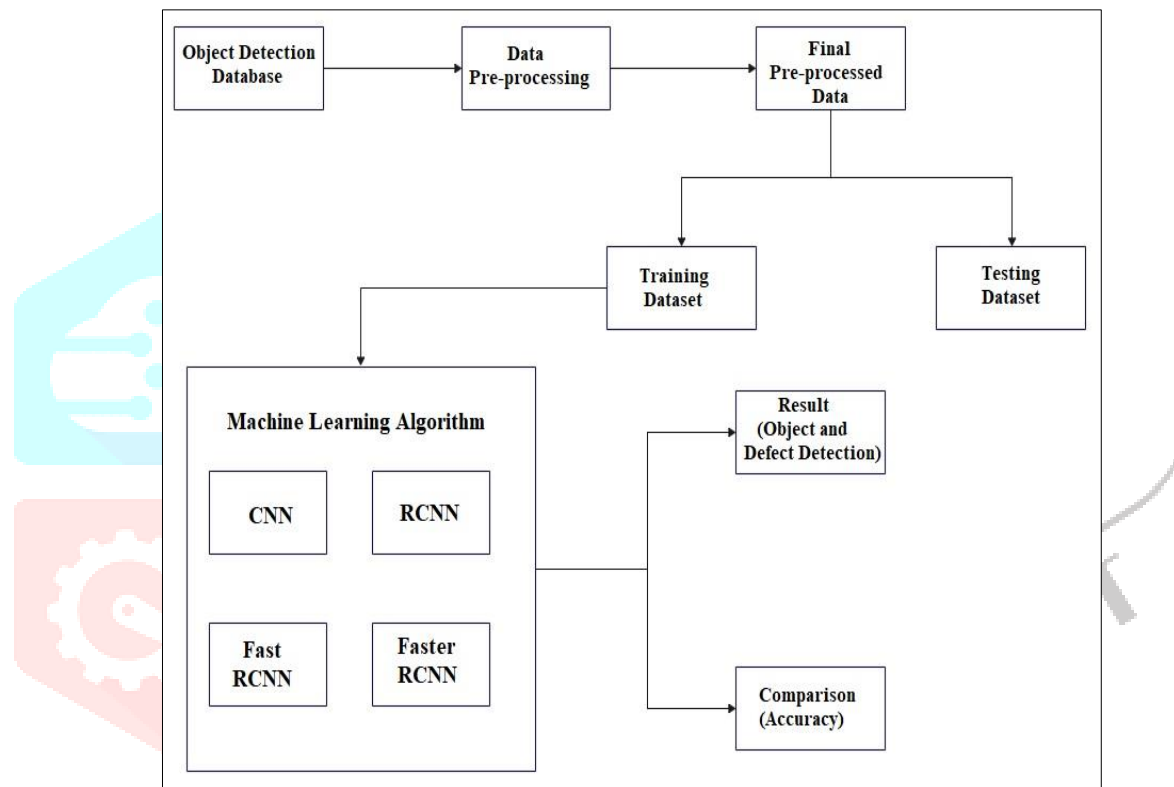 Object Detection
Database
Data
Pre-processing
Final
Pre-processed
Data
Training
Dataset
Testing
Dataset
Machine Learning Algorithm
CNN
RCNN
Fast
RCNN
Faster
RCNN
Result
(Object and
Defect Detection)
Comparison
(Accuracy)